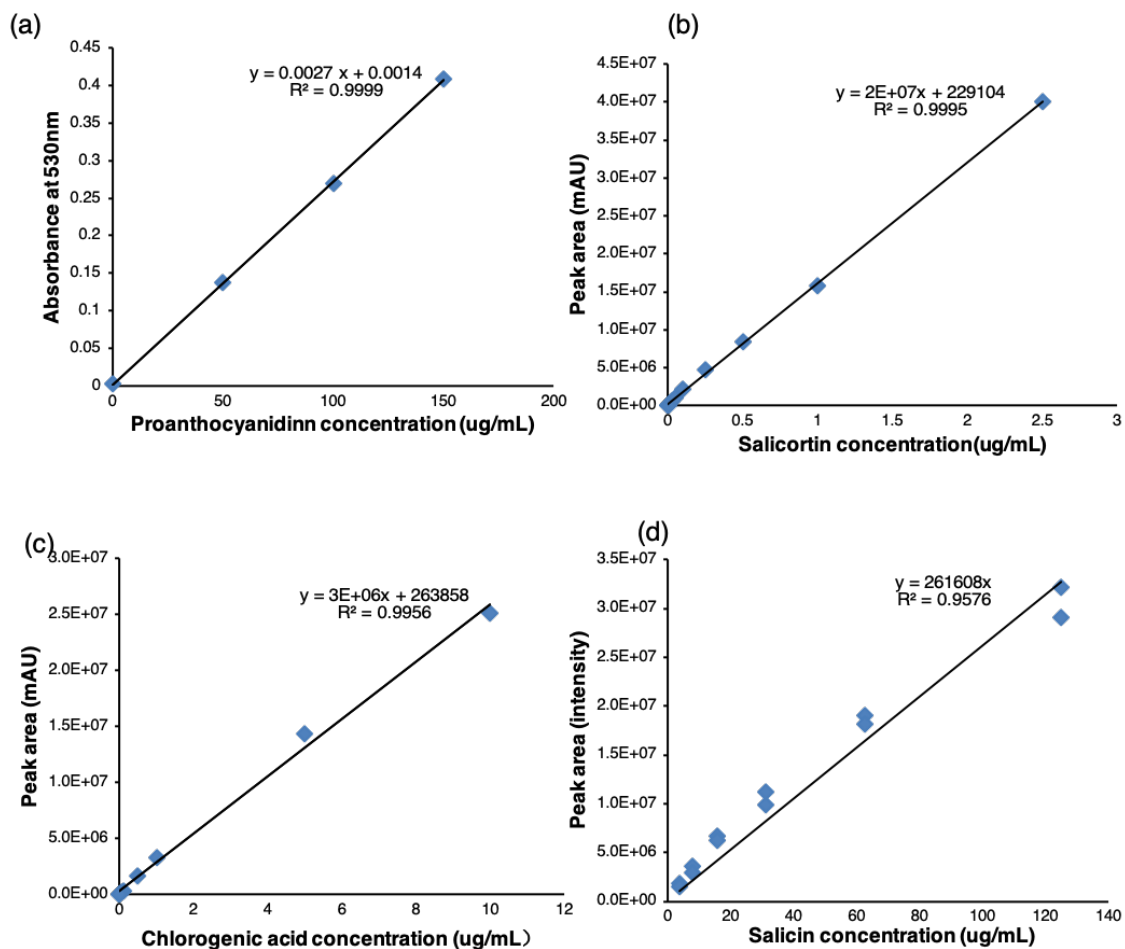 (a)
y = 0.0027 x + 0.0014
R² = 0.9999
0.45
0.4
0.35
0.3
0.25
0.2
0.15
0.1
0.05
0
0
50
100
150
200
Absorbance at 530nm
Proanthocyanidinn concentration (ug/mL)
(b)
y = 2E+07x + 229104
R² = 0.9995
4.5E+07
4.0E+07
3.5E+07
3.0E+07
2.5E+07
2.0E+07
1.5E+07
1.0E+07
5.0E+06
0.0E+00
0
0.5
1
1.5
2
2.5
3
Peak area (mAU)
Salicortin concentration(ug/mL)
(c)
y = 3E+06x + 263858
R² = 0.9956
3.0E+07
2.5E+07
2.0E+07
1.5E+07
1.0E+07
5.0E+06
0.0E+00
0
2
4
6
8
10
12
Peak area (mAU)
Chlorogenic acid concentration (ug/mL）
(d)
y = 261608x
R² = 0.9576
3.5E+07
3.0E+07
2.5E+07
2.0E+07
1.5E+07
1.0E+07
5.0E+06
0.0E+00
0
20
40
60
80
100
120
140
Peak area (intensity)
Salicin concentration (ug/mL)